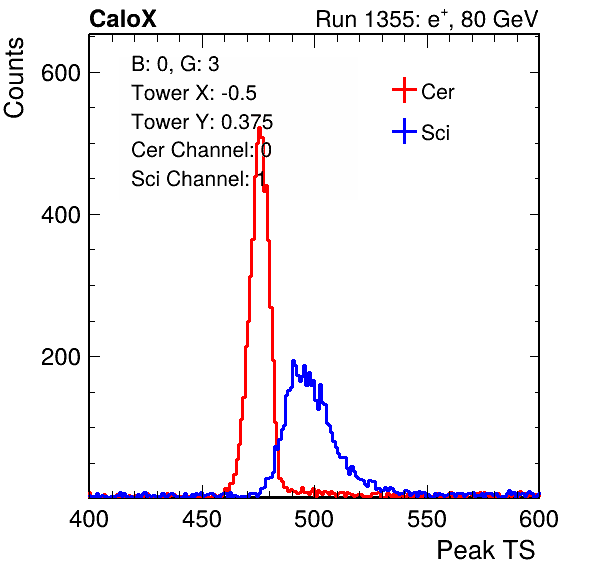 CaloX Run 1355: e⁺, 80 GeV
Counts
B: 0, G: 3
Tower X: -0.5
Tower Y: 0.375
Cer Channel: 0
Sci Channel: 1
Cer
Sci
600
400
200
400 450 500 550 600
Peak TS